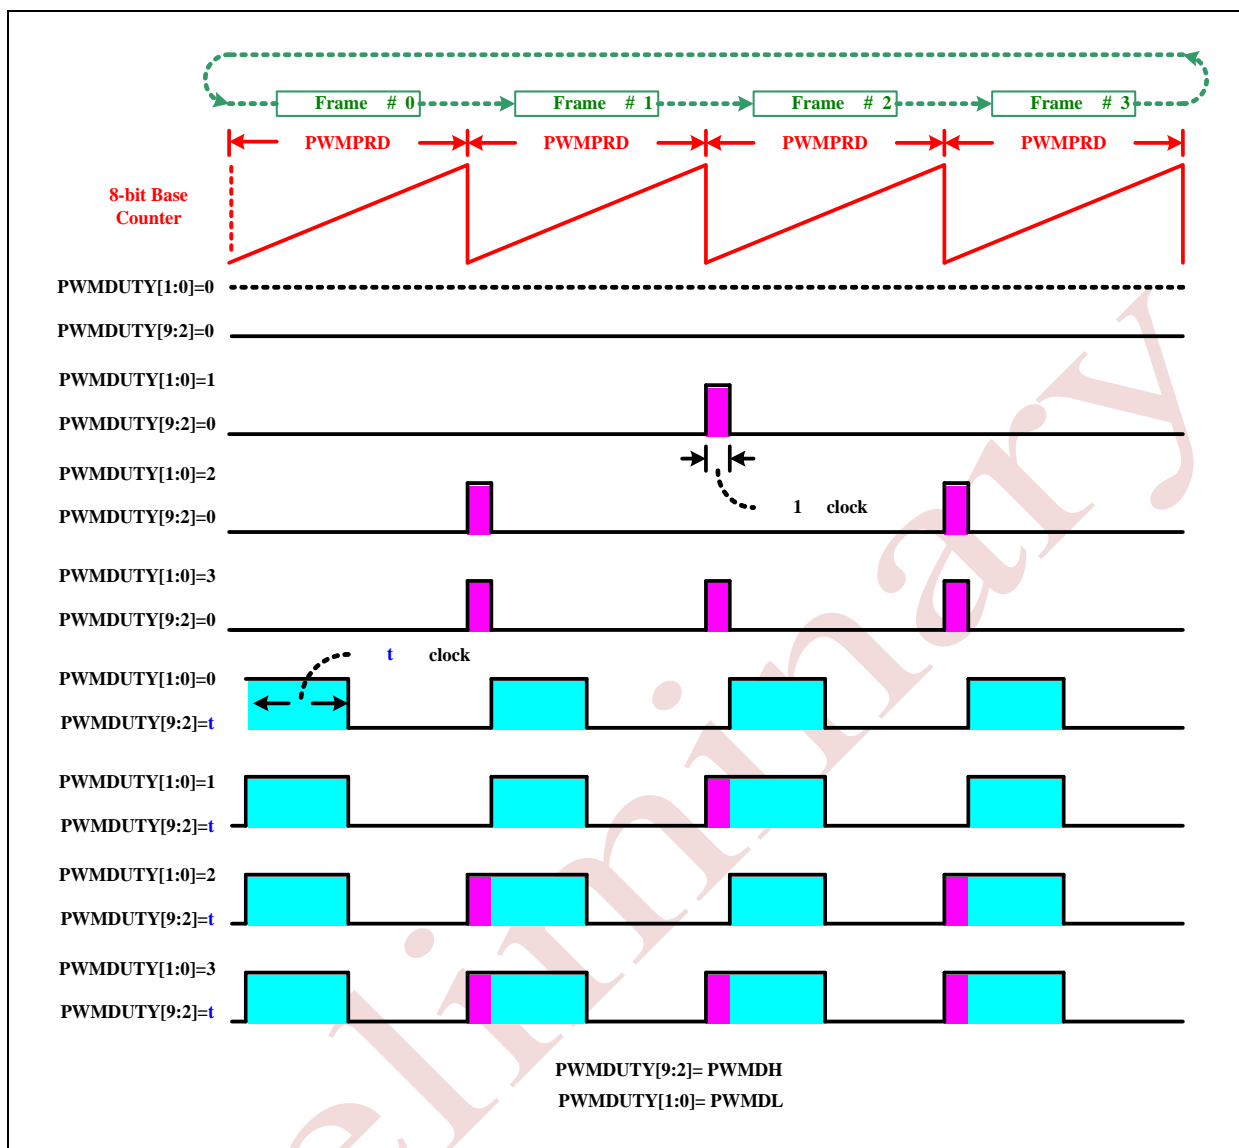 Frame # 0
Frame # 1
Frame # 2
Frame # 3
PWMPRD
PWMPRD
PWMPRD
PWMPRD
8-bit Base
Counter
PWMDUTY[1:0]=0
PWMDUTY[9:2]=0
PWMDUTY[1:0]=1
PWMDUTY[9:2]=0
PWMDUTY[1:0]=2
1 clock
PWMDUTY[9:2]=0
PWMDUTY[1:0]=3
PWMDUTY[9:2]=0
t clock
PWMDUTY[1:0]=0
PWMDUTY[9:2]=t
PWMDUTY[1:0]=1
PWMDUTY[9:2]=t
PWMDUTY[1:0]=2
PWMDUTY[9:2]=t
PWMDUTY[1:0]=3
PWMDUTY[9:2]=t
PWMDUTY[9:2]= PWMDH
PWMDUTY[1:0]= PWMDL
eliminary